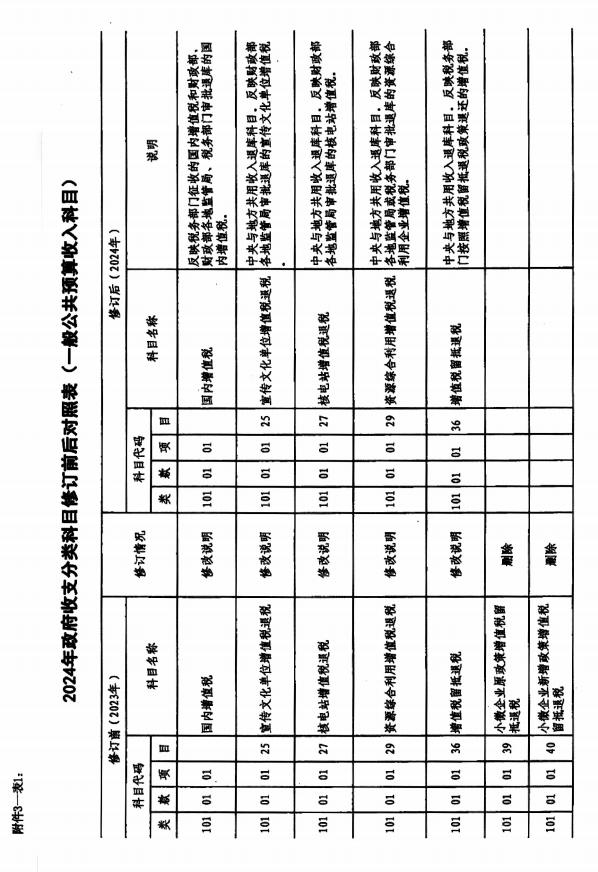 附件3—表1:
2024年政府收支分类科目修订前后对照表（一般公共预算收入科目）
修订前（2023年） 修订情况 修订后（2024年）
科目代码 科目名称 科目代码 科目名称 说明
类 款 项 目 类 款 项 目
101 01 01 国内增值税 修改说明 101 01 01 国内增值税 反映税务部门征收的国内增值税和财政部、
财政部各地监管局、税务部门审批退库的国
内增值税。
101 01 01 25 宣传文化单位增值税退税 修改说明 101 01 01 25 宣传文化单位增值税退税 中央与地方共用收入退库科目。反映财政部
各地监管局审批退库的宣传文化单位增值税
。
101 01 01 27 核电站增值税退税 修改说明 101 01 01 27 核电站增值税退税 中央与地方共用收入退库科目。反映财政部
各地监管局审批退库的核电站增值税。
101 01 01 29 资源综合利用增值税退税 修改说明 101 01 01 29 资源综合利用增值税退税 中央与地方共用收入退库科目。反映财政部
各地监管局或税务部门审批退库的资源综合
利用企业增值税。
101 01 01 36 增值税留抵退税 修改说明 101 01 01 36 增值税留抵退税 中央与地方共用收入退库科目。反映税务部
门按照增值税留抵退税政策退还的增值税。
101 01 01 39 小微企业原政策增值税留
抵退税 删除
101 01 01 40 小微企业新增政策增值税
留抵退税 删除